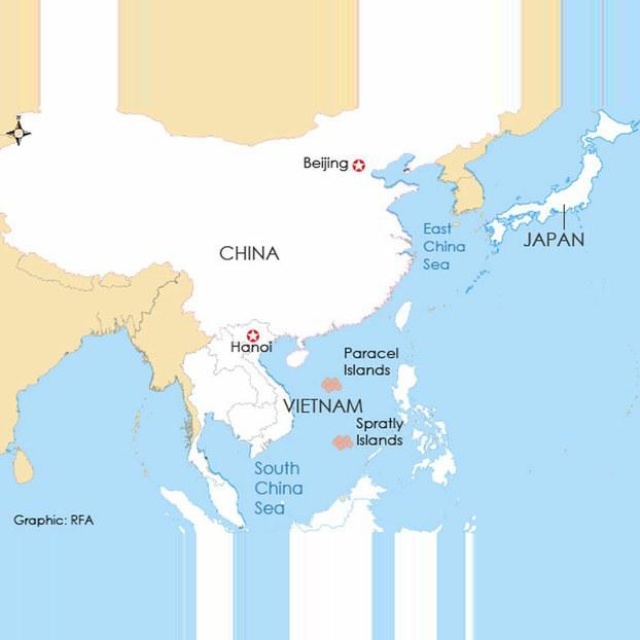 Beijing
East
China
Sea
JAPAN
CHINA
Hanoi
Paracel
Islands
VIETNAM
Spratly
Islands
South
China
Sea
Graphic: RFA